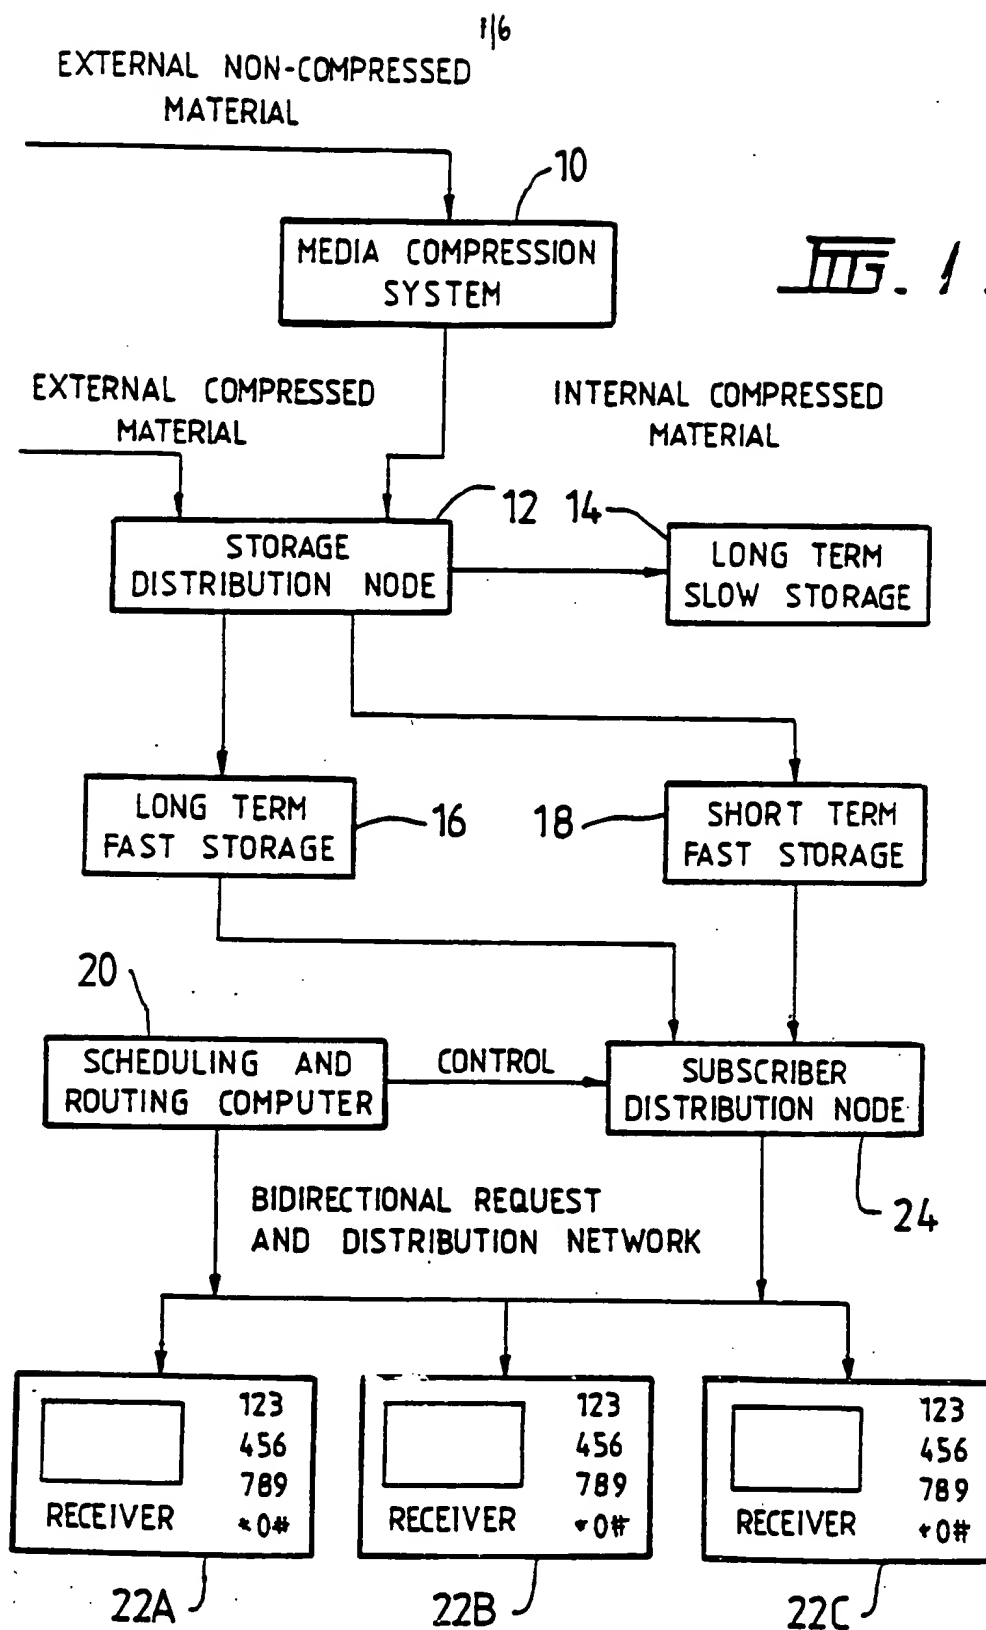 1/6
EXTERNAL NON-COMPRESSED
MATERIAL
10
MEDIA COMPRESSION
SYSTEM
FIG. 1.
EXTERNAL COMPRESSED
MATERIAL
INTERNAL COMPRESSED
MATERIAL
12
14
STORAGE
DISTRIBUTION NODE
LONG TERM
SLOW STORAGE
LONG TERM
FAST STORAGE
16
18
SHORT TERM
FAST STORAGE
20
SCHEDULING AND
ROUTING COMPUTER
CONTROL
SUBSCRIBER
DISTRIBUTION NODE
24
BIDIRECTIONAL REQUEST
AND DISTRIBUTION NETWORK
123
456
789
RECEIVER
*0#
22A
123
456
789
RECEIVER
*0#
22B
123
456
789
RECEIVER
*0#
22C